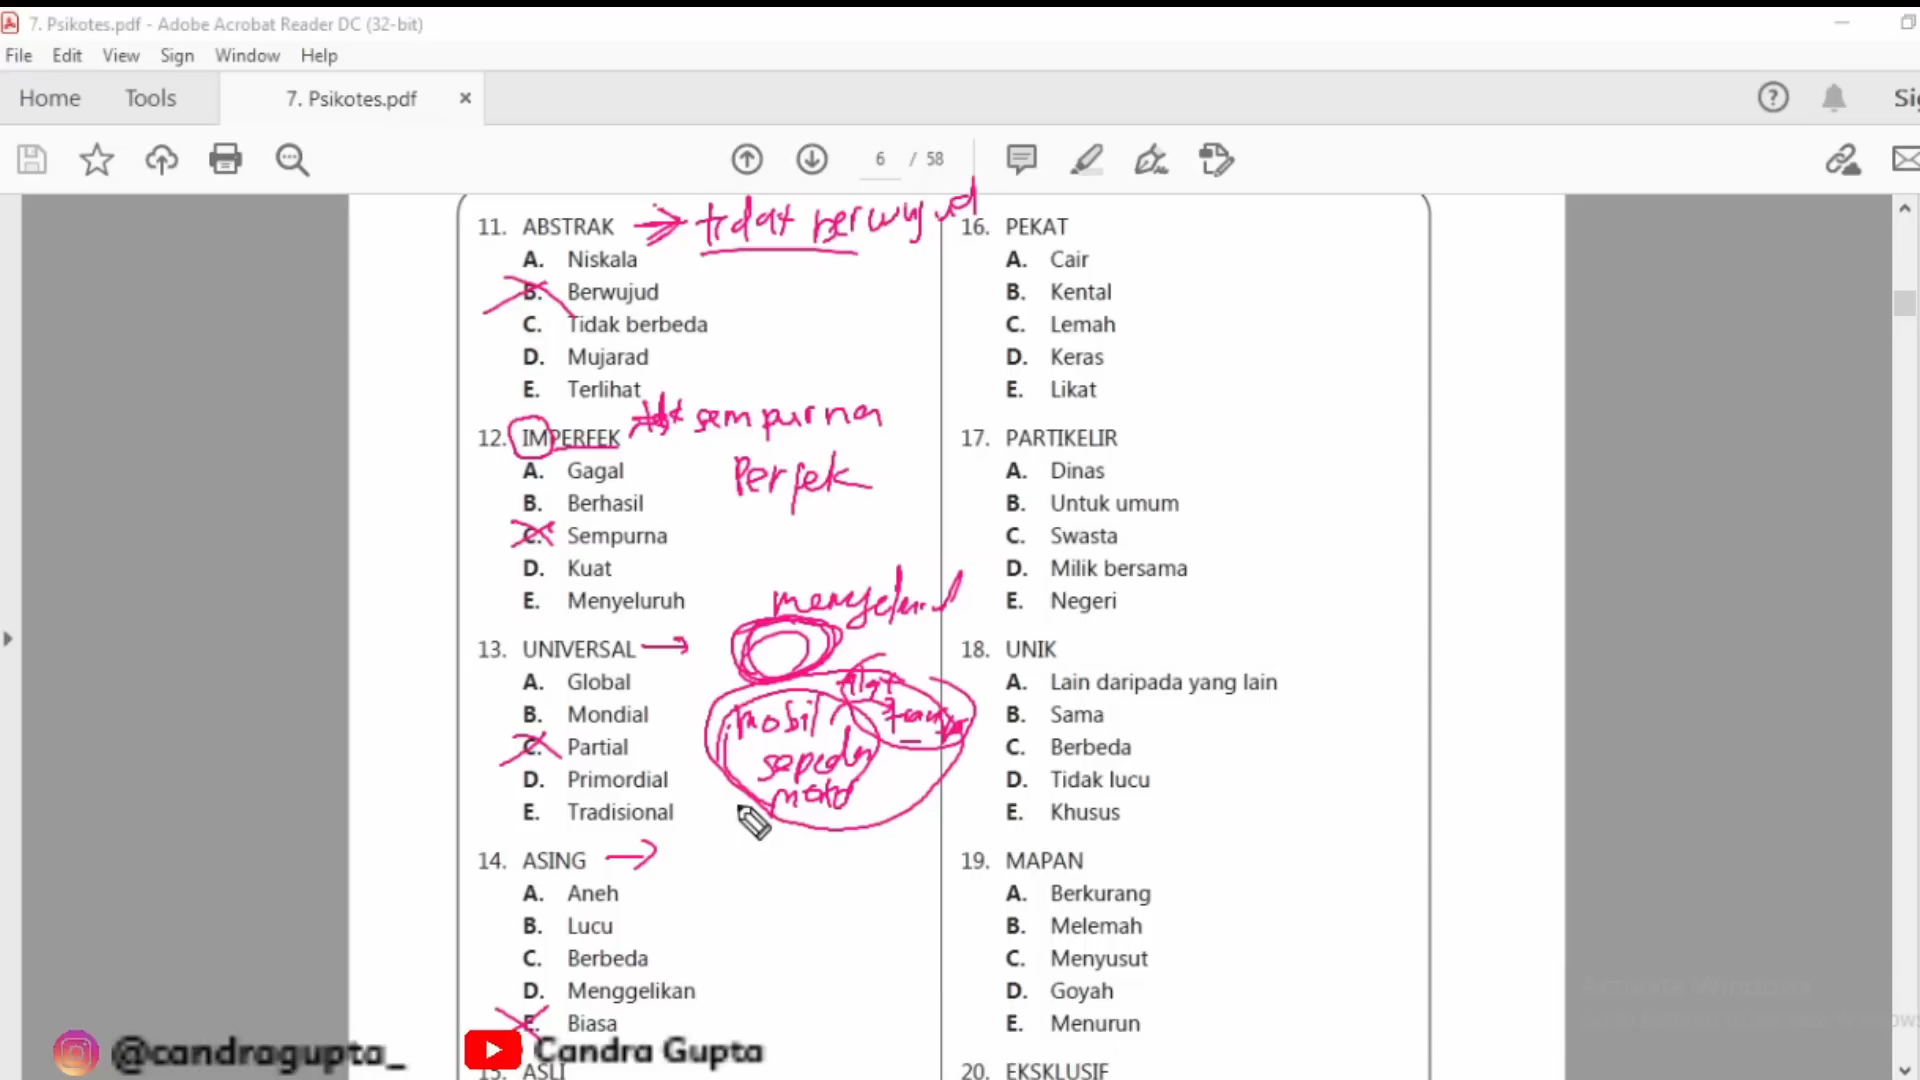 7. Psikotes.pdf - Adobe Acrobat Reader DC (32-bit)
File Edit View Sign Window Help
Home Tools 7. Psikotes.pdf ×
6 / 58
11. ABSTRAK → tidak berwujud
A. Niskala
B. Berwujud
C. Tidak berbeda
D. Mujarad
E. Terlihat
12. IMPERFEK sempurna
Perfek
A. Gagal
B. Berhasil
C. Sempurna
D. Kuat
E. Menyeluruh
menyeluruh
13. UNIVERSAL →
A. Global
B. Mondial
C. Partial
D. Primordial
E. Tradisional
mobil
sepeda
motor
14. ASING →
A. Aneh
B. Lucu
C. Berbeda
D. Menggelikan
E. Biasa
15. ASLI
16. PEKAT
A. Cair
B. Kental
C. Lemah
D. Keras
E. Likat
17. PARTIKELIR
A. Dinas
B. Untuk umum
C. Swasta
D. Milik bersama
E. Negeri
18. UNIK
A. Lain daripada yang lain
B. Sama
C. Berbeda
D. Tidak lucu
E. Khusus
19. MAPAN
A. Berkurang
B. Melemah
C. Menyusut
D. Goyah
E. Menurun
20. EKSKLUSIF
@candragupta_ Candra Gupta